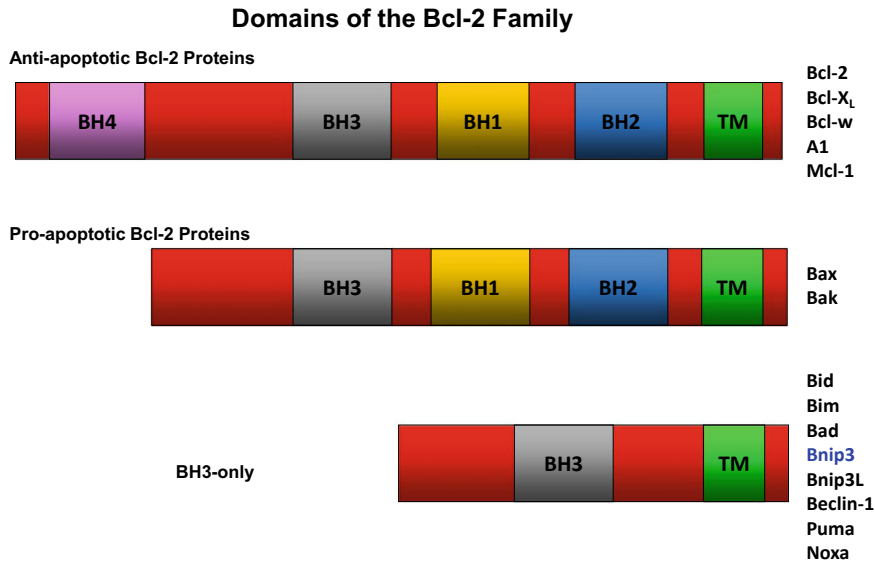 Domains of the Bcl-2 Family
Anti-apoptotic Bcl-2 Proteins
BH4 BH3 BH1 BH2 TM
Bcl-2
Bcl-XL
Bcl-w
A1
Mcl-1
Pro-apoptotic Bcl-2 Proteins
BH3 BH1 BH2 TM
Bax
Bak
BH3-only
BH3 TM
Bid
Bim
Bad
Bnip3
Bnip3L
Beclin-1
Puma
Noxa